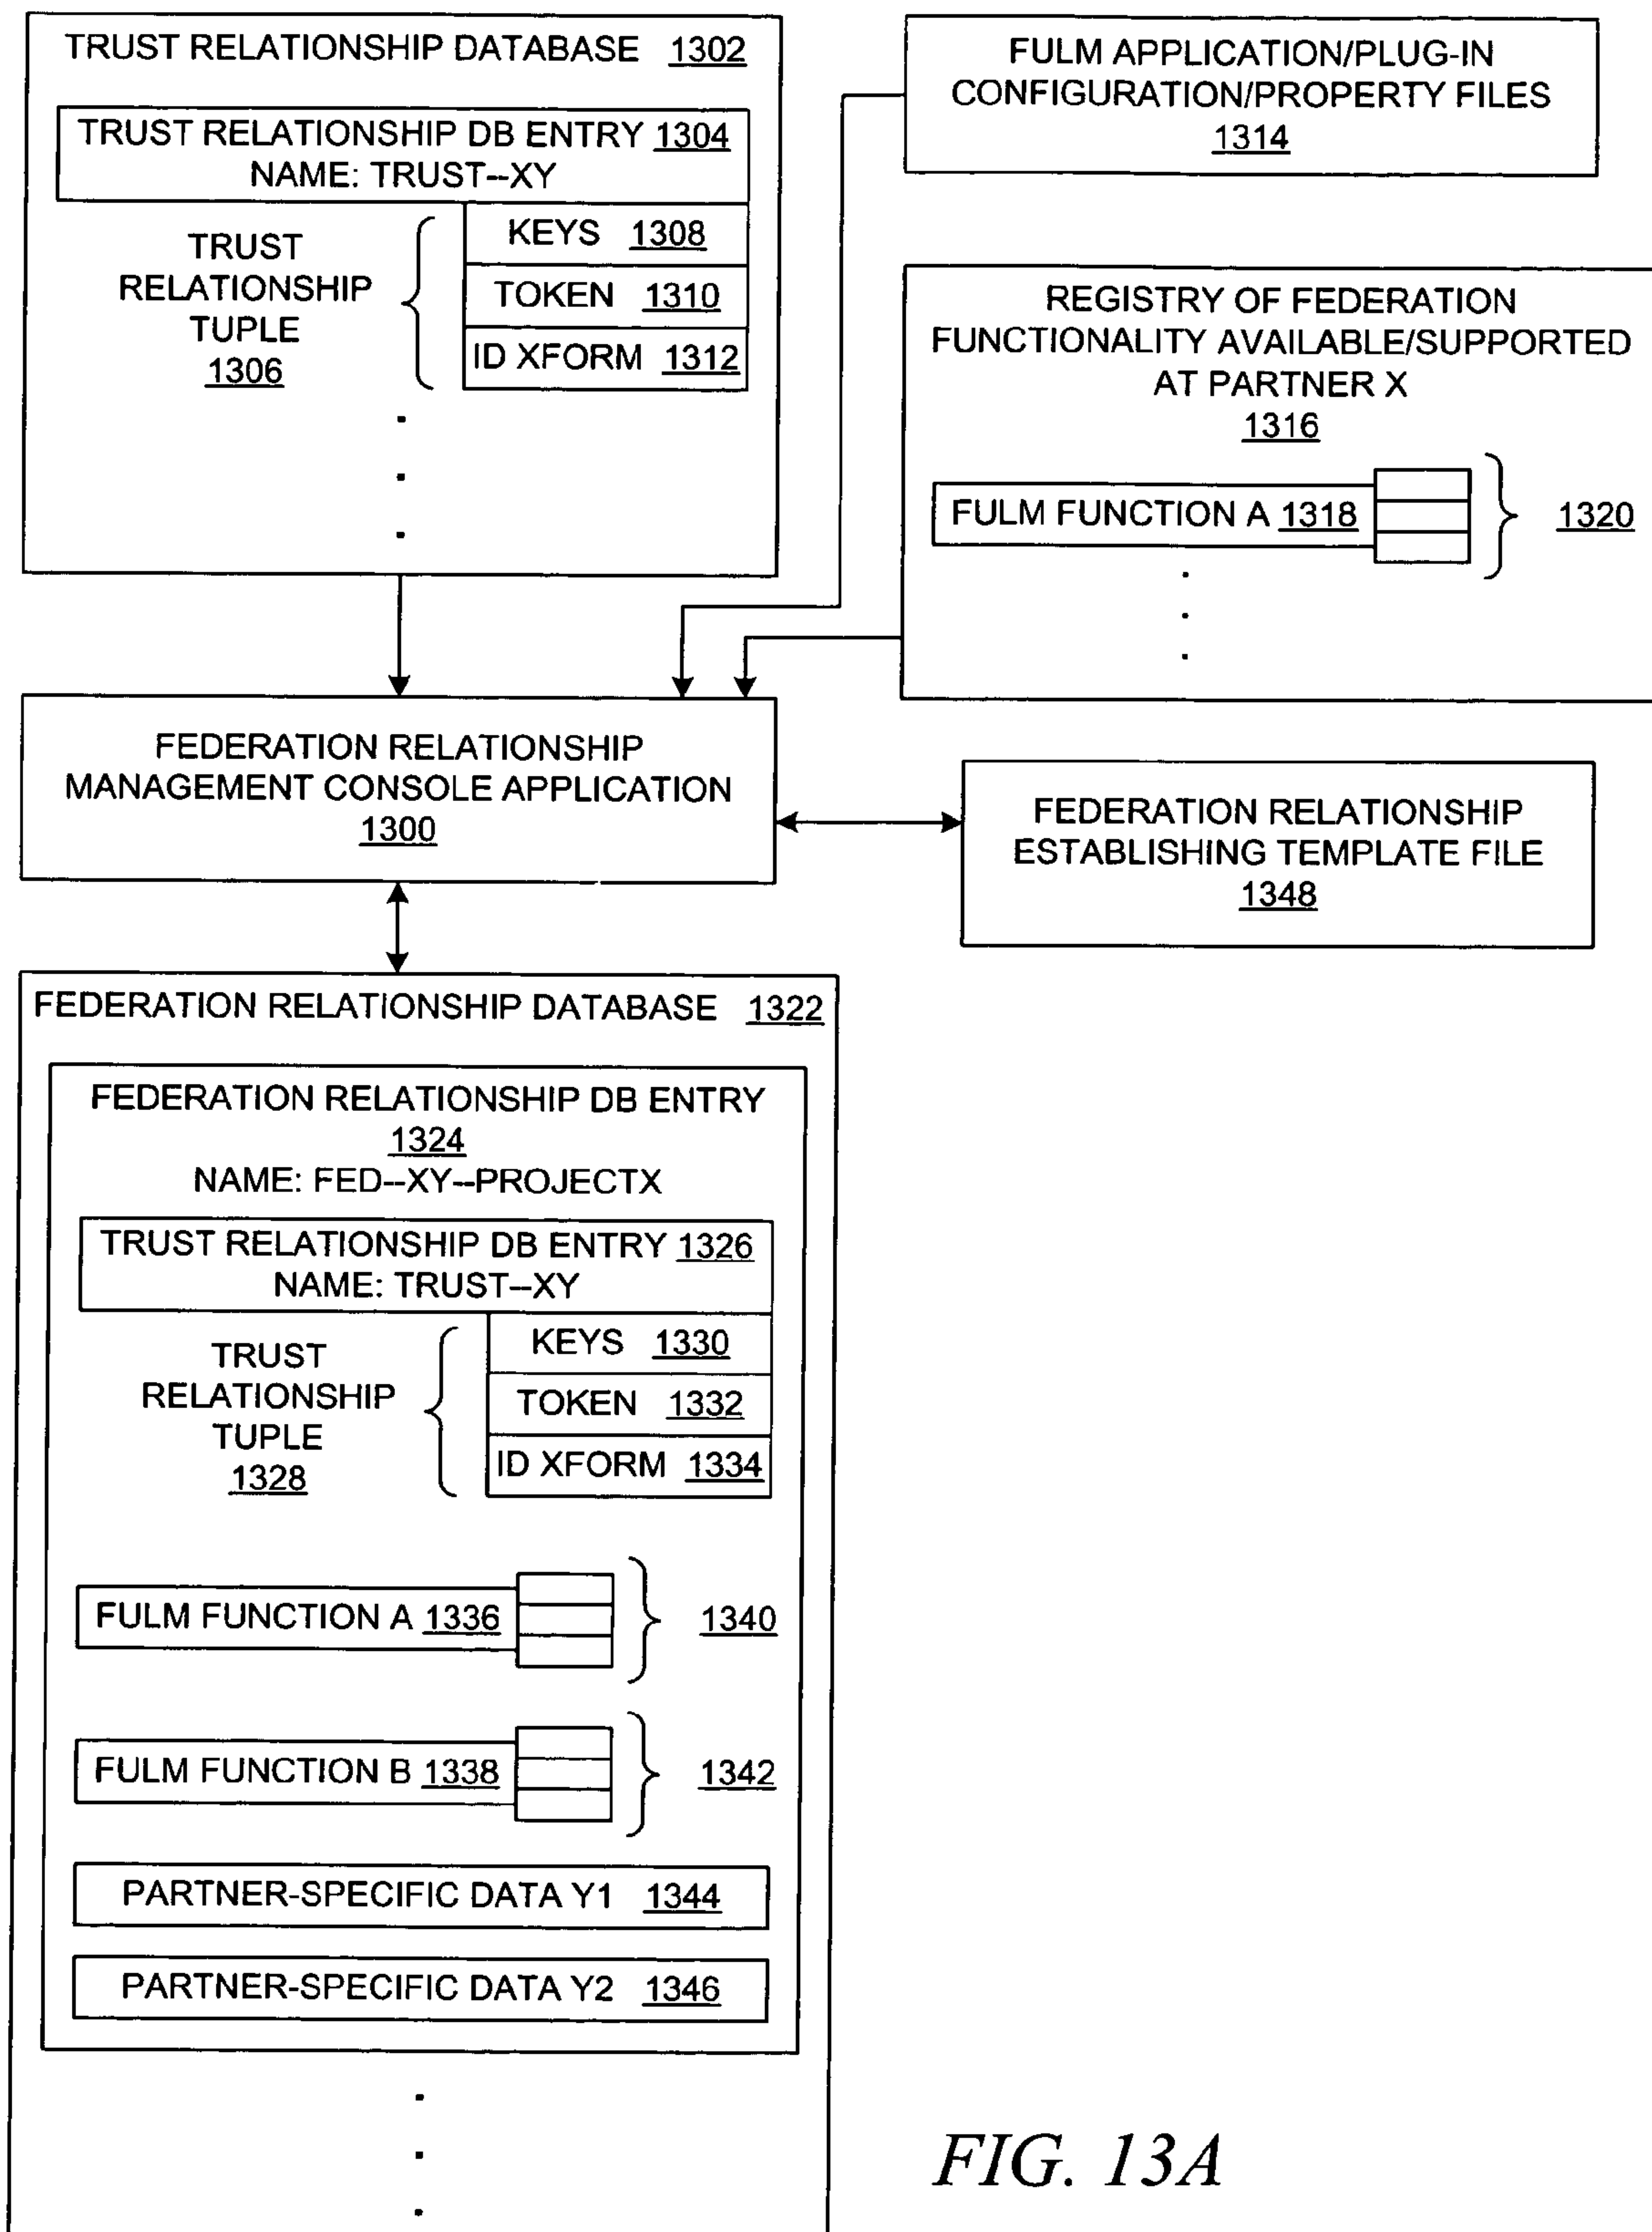 TRUST RELATIONSHIP DATABASE 1302
TRUST RELATIONSHIP DB ENTRY 1304
NAME: TRUST--XY
TRUST
RELATIONSHIP
TUPLE
1306
KEYS 1308
TOKEN 1310
ID XFORM 1312
FULM APPLICATION/PLUG-IN
CONFIGURATION/PROPERTY FILES
1314
REGISTRY OF FEDERATION
FUNCTIONALITY AVAILABLE/SUPPORTED
AT PARTNER X
1316
FULM FUNCTION A 1318
1320
FEDERATION RELATIONSHIP
MANAGEMENT CONSOLE APPLICATION
1300
FEDERATION RELATIONSHIP
ESTABLISHING TEMPLATE FILE
1348
FEDERATION RELATIONSHIP DATABASE 1322
FEDERATION RELATIONSHIP DB ENTRY
1324
NAME: FED--XY--PROJECTX
TRUST RELATIONSHIP DB ENTRY 1326
NAME: TRUST--XY
TRUST
RELATIONSHIP
TUPLE
1328
KEYS 1330
TOKEN 1332
ID XFORM 1334
FULM FUNCTION A 1336
1340
FULM FUNCTION B 1338
1342
PARTNER-SPECIFIC DATA Y1 1344
PARTNER-SPECIFIC DATA Y2 1346
FIG. 13A